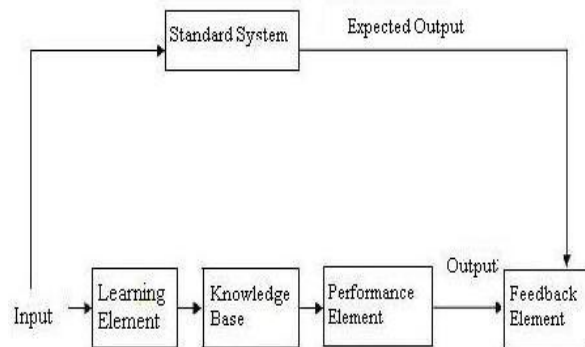 Standard System
Expected Output
Input
Learning
Element
Knowledge
Base
Performance
Element
Output
Feedback
Element